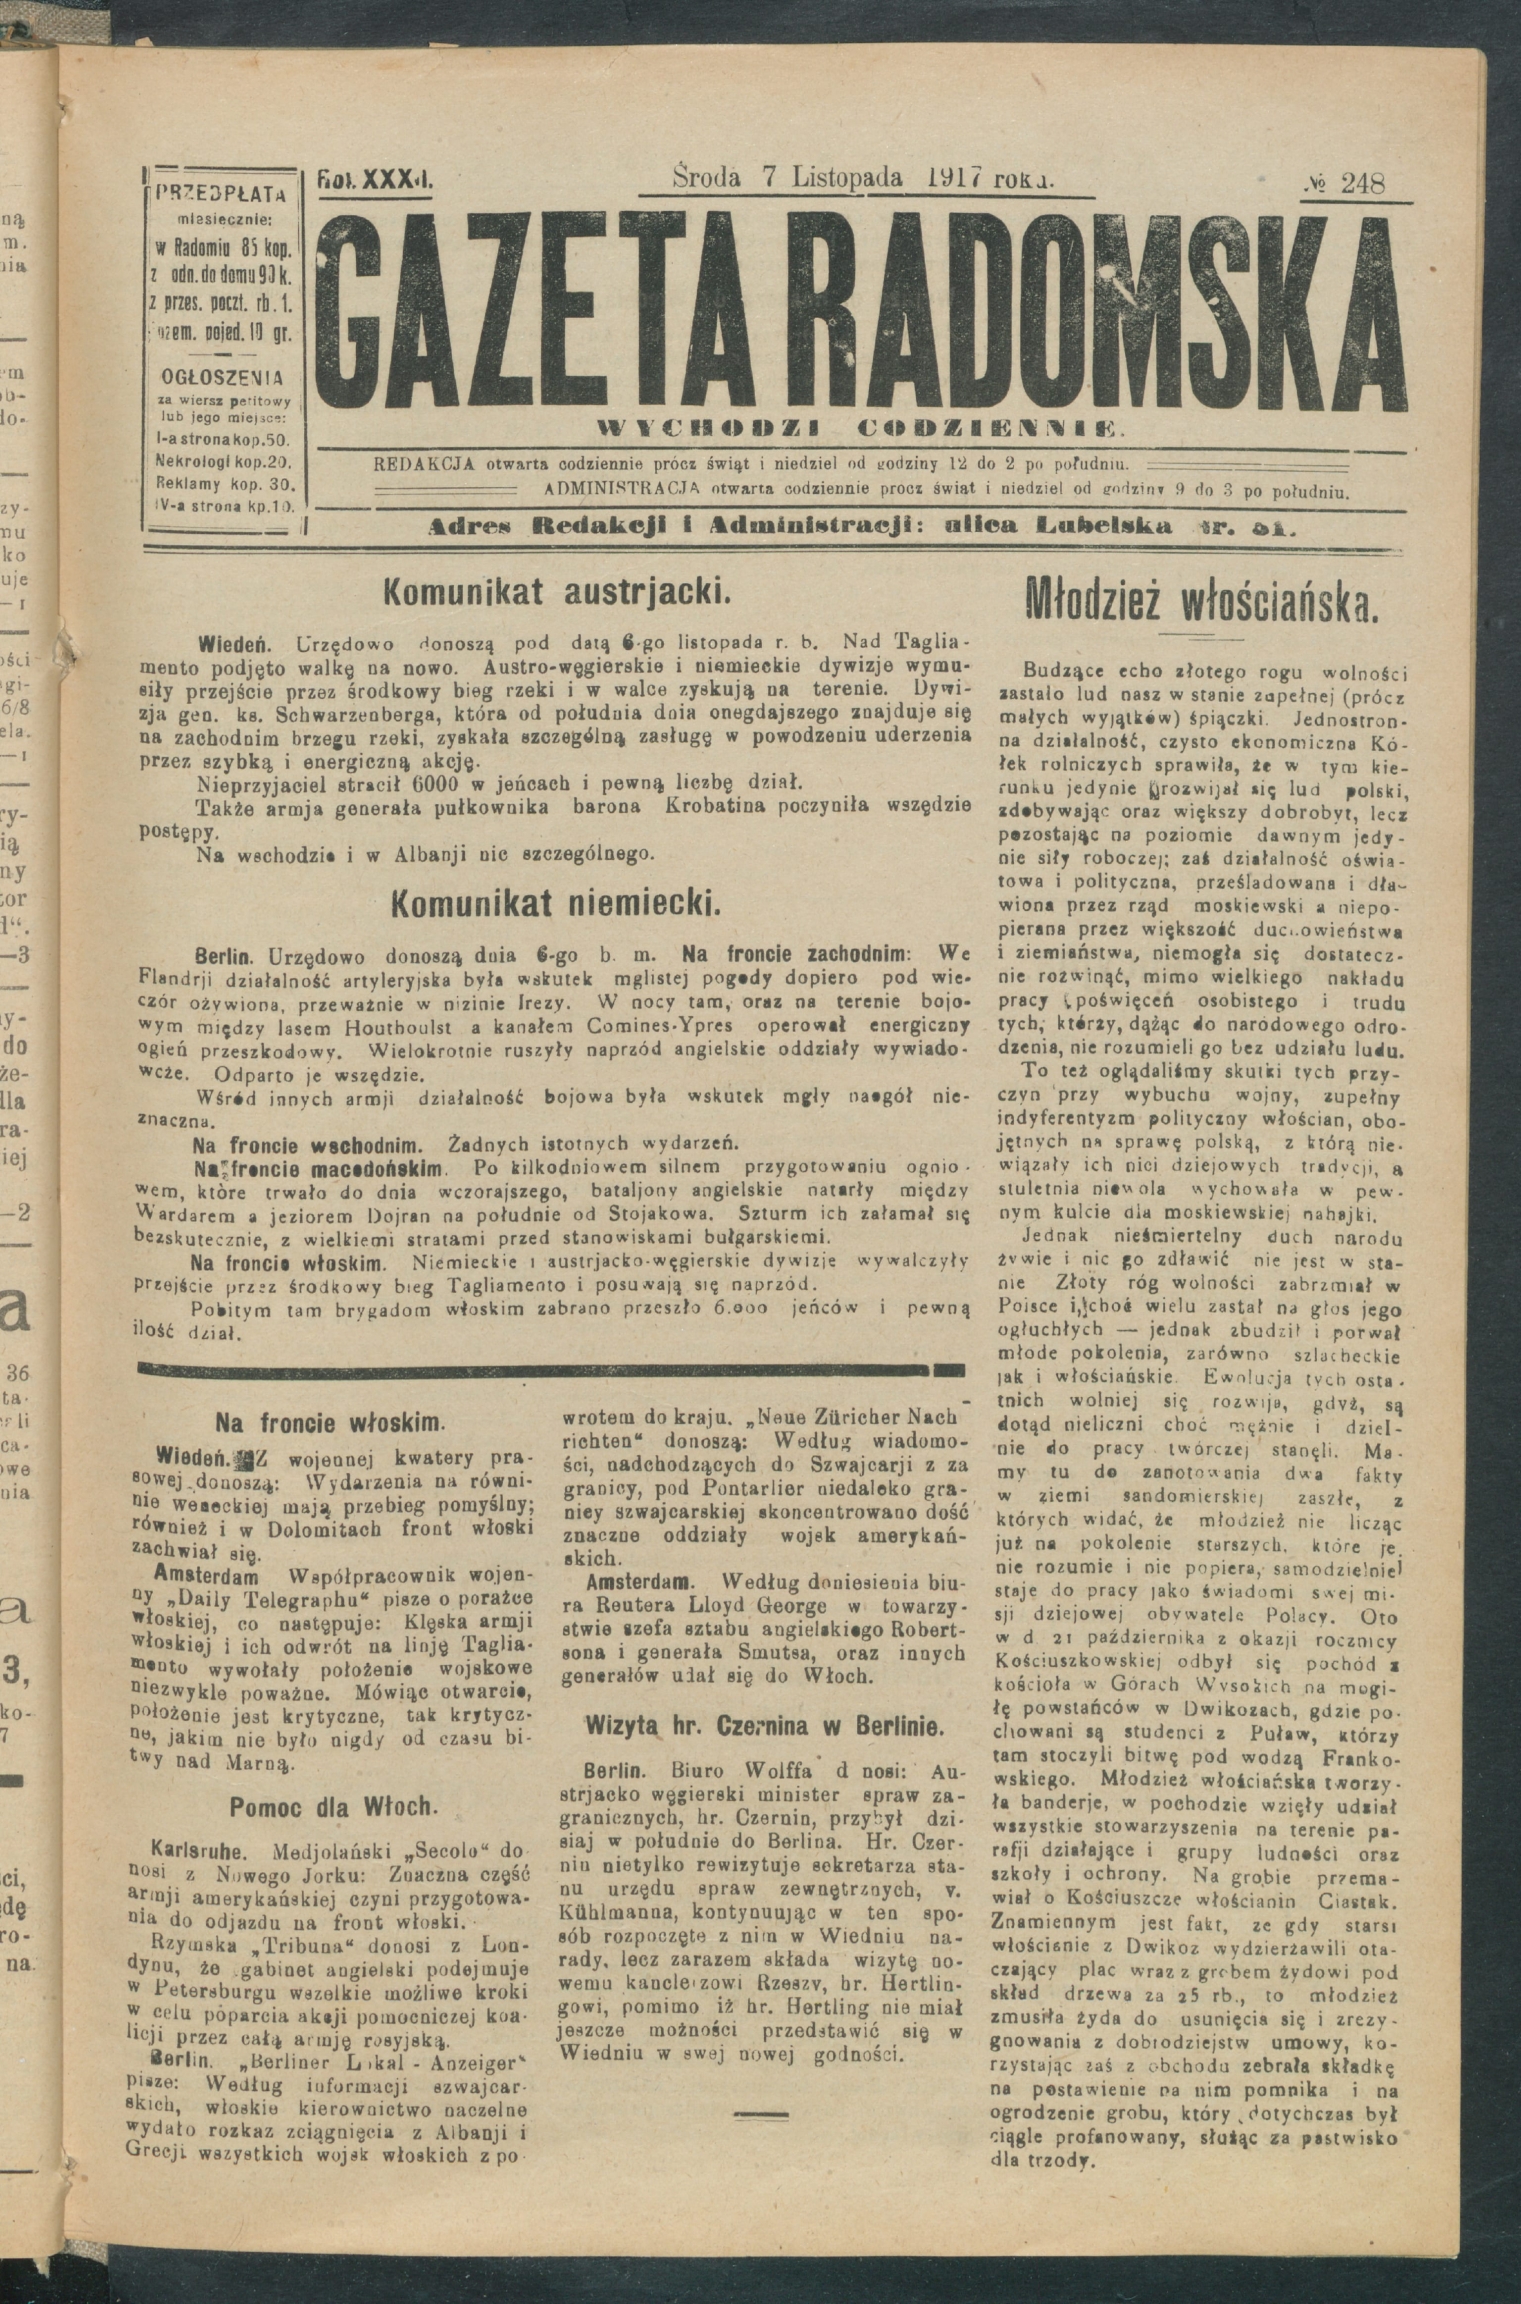 PRZEDPŁATA
miesięcznie:
w Radomiu 85 kop.
z odn. do domu 90 k.
z przes. poczt. rb. 1.
pojed. 10 gr.
OGŁOSZENIA
za wiersz petitowy
lub jego miejsce:
I-a strona kop. 50.
Nekrologi kop. 20.
Reklamy kop. 30.
IV-a strona kp. 10.
Rok
Środa 7 Listopada 1917 roku.
№ 248
GAZETA RADOMSKA
WYCHODZI CODZIENNIE.
REDAKCJA otwarta codziennie prócz świąt i niedziel od godziny 12 do 2 po południu.
ADMINISTRACJA otwarta codziennie procz świąt i niedziel od godziny 9 do 3 po południu.
Adres Redakcji i Administracji: ulica Lubelska
Komunikat austrjacki.
Wiedeń. Urzędowo donoszą pod datą 6-go listopada r. b. Nad Taglia-
mento podjęto walkę na nowo. Austro-węgierskie i niemieckie dywizje wymu-
siły przejście przez środkowy bieg rzeki i w walce zyskują na terenie. Dywi-
zja gen. ks. Schwarzenberga, która od południa dnia onegdajszego znajduje się
na zachodnim brzegu rzeki, zyskała szczególną zasługę w powodzeniu uderzenia
przez szybką i energiczną akcję.
Nieprzyjaciel stracił 6000 w jeńcach i pewną liczbę dział.
Także armja generała pułkownika barona Krobatina poczyniła wszędzie
postępy.
Na wschodzie i w Albanji nic szczególnego.
Komunikat niemiecki.
Berlin. Urzędowo donoszą dnia 6-go b. m. Na froncie zachodnim: We
Flandrji działalność artyleryjska była wskutek mglistej pogody dopiero pod wie-
czór ożywiona, przeważnie w nizinie Irezy. W nocy tam, oraz na terenie bojo-
wym między lasem Houthoulst a kanałem Comines-Ypres operował energiczny
ogień przeszkodowy. Wielokrotnie ruszyły naprzód angielskie oddziały wywiado-
wcze. Odparto je wszędzie.
Wśród innych armji działalność bojowa była wskutek mgły naogół nie-
znaczna.
Na froncie wschodnim. Żadnych istotnych wydarzeń.
Na froncie macedońskim. Po kilkodniowem silnem przygotowaniu ognio-
wem, które trwało do dnia wczorajszego, bataljony angielskie natarły między
Wardarem a jeziorem Dojran na południe od Stojakowa. Szturm ich załamał się
bezskutecznie, z wielkiemi stratami przed stanowiskami bułgarskiemi.
Na froncie włoskim. Niemieckie i austrjacko-węgierskie dywizje wywalczyły
przejście przez środkowy bieg Tagliamento i posuwają się naprzód.
Pobitym tam brygadom włoskim zabrano przeszło 6.000 jeńców i pewną
ilość dział.
Na froncie włoskim.
Wiedeń. Z wojennej kwatery pra-
sowej donoszą: Wydarzenia na równi-
nie weneckiej mają przebieg pomyślny;
również i w Dolomitach front włoski
zachwiał się.
Amsterdam Współpracownik wojen-
ny „Daily Telegraphu“ pisze o porażce
włoskiej, co następuje: Klęska armji
włoskiej i ich odwrót na linję Taglia-
mento wywołały położenie wojskowe
niezwykle poważne. Mówiąc otwarcie,
położenie jest krytyczne, tak krytycz-
ne, jakim nie było nigdy od czasu bi-
twy nad Marną.
Pomoc dla Włoch.
Karlsruhe. Medjolański „Secolo“ do
nosi z Nowego Jorku: Znaczna część
armji amerykańskiej czyni przygotowa-
nia do odjazdu na front włoski.
Rzymska „Tribuna“ donosi z Lon-
dynu, że gabinet angielski podejmuje
w Petersburgu wszelkie możliwe kroki
w celu poparcia akcji pomocniczej koa-
licji przez całą armję rosyjską.
Berlin. „Berliner Lokal - Anzeiger“
pisze: Według informacji szwajcar-
skich, włoskie kierownictwo naczelne
wydało rozkaz zciągnięcia z Albanji i
Grecji wszystkich wojsk włoskich z po-
wrotem do kraju. „Neue Züricher Nach
richten“ donoszą: Według wiadomo-
ści, nadchodzących do Szwajcarji z za
granicy, pod Pontarlier niedaleko gra-
nicy szwajcarskiej skoncentrowano dość
znaczne oddziały wojsk amerykań-
skich.
Amsterdam. Według doniesienia biu-
ra Reutera Lloyd George w towarzy-
stwie szefa sztabu angielskiego Robert-
sona i generała Smutsa, oraz innych
generałów udał się do Włoch.
Wizyta hr. Czernina w Berlinie.
Berlin. Biuro Wolffa d nosi: Au-
strjacko węgierski minister spraw za-
granicznych, hr. Czernin, przybył dzi-
siaj w południe do Berlina. Hr. Czer-
nin nietylko rewizytuje sekretarza sta-
nu urzędu spraw zewnętrznych, v.
Kühlmanna, kontynuując w ten spo-
sób rozpoczęte z nim w Wiedniu na-
rady, lecz zarazem składa wizytę no-
wemu kanclerzowi Rzeszy, hr. Hertlin-
gowi, pomimo iż hr. Hertling nie miał
jeszcze możności przedstawić się w
Wiedniu w swej nowej godności.
Młodzież włościańska.
Budzące echo złotego rogu wolności
zastało lud nasz w stanie zupełnej (prócz
małych wyjątków) śpiączki. Jednostron-
na działalność, czysto ekonomiczna Kó-
łek rolniczych sprawiła, że w tym kie-
runku jedynie rozwijał się lud polski,
zdobywając oraz większy dobrobyt, lecz
pozostając na poziomie dawnym jedy-
nie siły roboczej; zaś działalność oświa-
towa i polityczna, prześladowana i dła-
wiona przez rząd moskiewski a niepo-
pierana przez większość duchowieństwa
i ziemiaństwa, niemogła się dostatecz-
nie rozwinąć, mimo wielkiego nakładu
pracy poświęceń osobistego i trudu
tych, którzy, dążąc do narodowego odro-
dzenia, nie rozumieli go bez udziału ludu.
To też oglądaliśmy skutki tych przy-
czyn przy wybuchu wojny, zupełny
indyferentyzm polityczny włościan, obo-
jętnych na sprawę polską, z którą nie-
wiązały ich nici dziejowych tradycji, a
stuletnia niewola wychowała w pew-
nym kulcie dla moskiewskiej nahajki.
Jednak nieśmiertelny duch narodu
żywie i nic go zdławić nie jest w sta-
nie Złoty róg wolności zabrzmiał w
Polsce i choć wielu zastał na głos jego
ogłuchłych — jednak zbudził i porwał
młode pokolenia, zarówno szlacheckie
jak i włościańskie. Ewolucja tych osta-
tnich wolniej się rozwija, gdyż, są
dotąd nieliczni choć mężnie i dziel-
nie do pracy twórczej stanęli. Ma-
my tu do zanotowania dwa fakty
w ziemi sandomierskiej zaszłe, z
których widać, że młodzież nie licząc
już na pokolenie starszych, które je
nie rozumie i nie popiera, samodzielnie
staje do pracy jako świadomi swej mi-
sji dziejowej obywatele Polacy. Oto
w d. 21 października z okazji rocznicy
Kościuszkowskiej odbył się pochód z
kościoła w Górach Wysokich na mogi-
łę powstańców w Dwikozach, gdzie po-
chowani są studenci z Puław, którzy
tam stoczyli bitwę pod wodzą Franko-
wskiego. Młodzież włościańska tworzy-
ła banderje, w pochodzie wzięły udział
wszystkie stowarzyszenia na terenie pa-
rafji działające i grupy ludności oraz
szkoły i ochrony. Na grobie przema-
wiał o Kościuszcze włościanin Ciastak.
Znamiennym jest fakt, ze gdy starsi
włościanie z Dwikoz wydzierżawili ota-
czający plac wraz z grobem żydowi pod
skład drzewa za 25 rb., to młodzież
zmusiła żyda do usunięcia się i zrezy-
gnowania z dobrodziejstw umowy, ko-
rzystając zaś z obchodu zebrała składkę
na postawienie na nim pomnika i na
ogrodzenie grobu, który dotychczas był
ciągle profanowany, służąc za pastwisko
dla trzody.